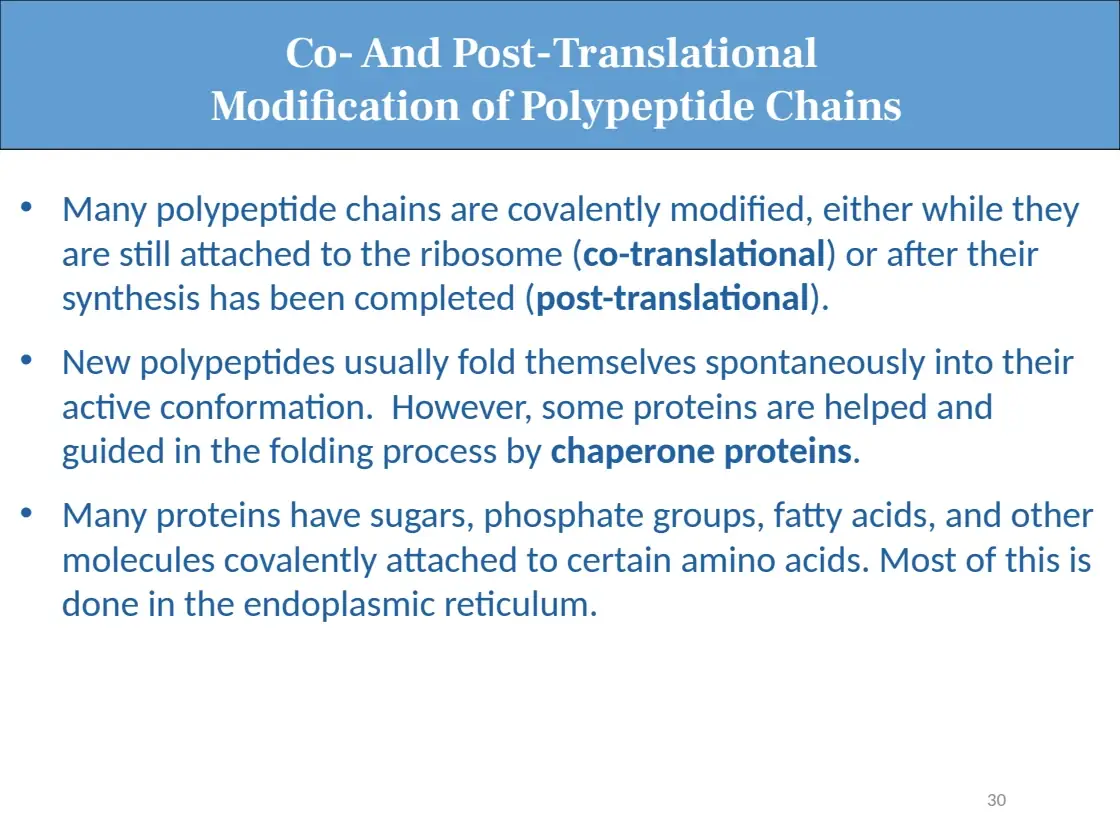 Co- And Post-Translational
Modification of Polypeptide Chains
• Many polypeptide chains are covalently modified, either while they
are still attached to the ribosome (co-translational) or after their
synthesis has been completed (post-translational).
• New polypeptides usually fold themselves spontaneously into their
active conformation.  However, some proteins are helped and
guided in the folding process by chaperone proteins.
• Many proteins have sugars, phosphate groups, fatty acids, and other
molecules covalently attached to certain amino acids. Most of this is
done in the endoplasmic reticulum.
30